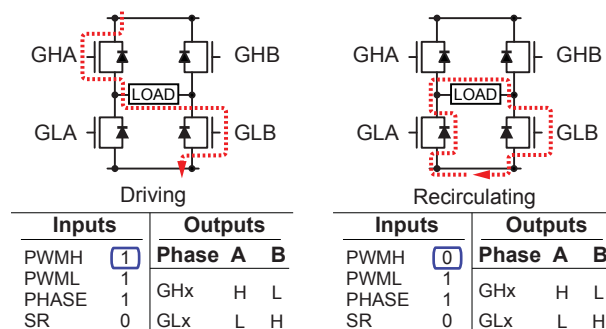 GHA GHB
LOAD
GLA GLB
Driving
Inputs Outputs
PWMH 1 Phase A B
PWML 1
PHASE 1 GHx H L
SR 0 GLx L H
GHA GHB
LOAD
GLA GLB
Recirculating
Inputs Outputs
PWMH 0 Phase A B
PWML 1
PHASE 1 GHx H L
SR 0 GLx L H